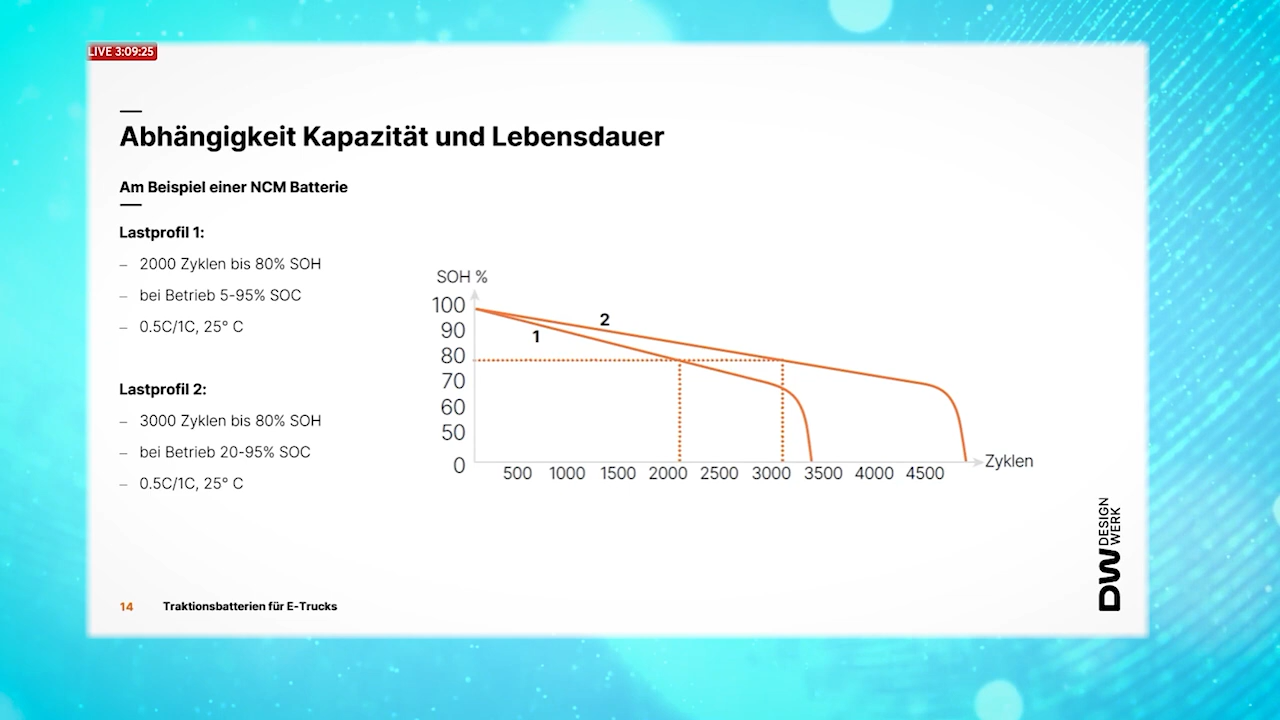 LIVE 3:09:25
Abhängigkeit Kapazität und Lebensdauer
Am Beispiel einer NCM Batterie
Lastprofil 1:
– 2000 Zyklen bis 80% SOH
– bei Betrieb 5-95% SOC
– 0.5C/1C, 25° C
Lastprofil 2:
– 3000 Zyklen bis 80% SOH
– bei Betrieb 20-95% SOC
– 0.5C/1C, 25° C
SOH %
100
90
80
70
60
50
0
1
2
500 1000 1500 2000 2500 3000 3500 4000 4500
Zyklen
DW DESIGN
WERK
14 Traktionsbatterien für E-Trucks